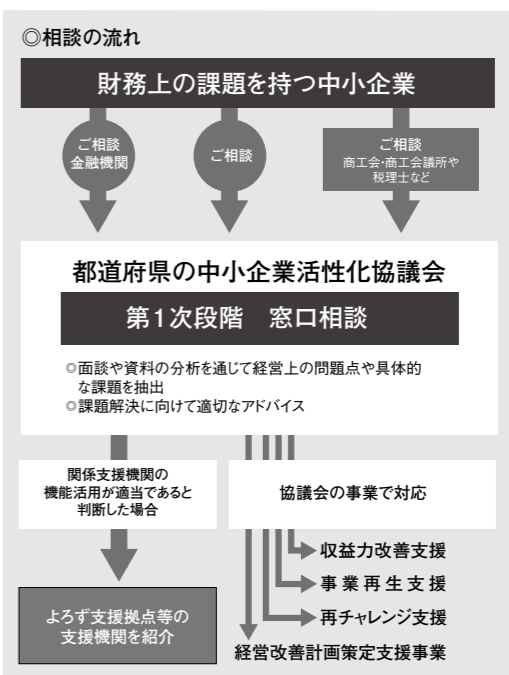 ◎相談の流れ
財務上の課題を持つ中小企業
ご相談
金融機関
ご相談
ご相談
商工会・商工会議所や
税理士など
都道府県の中小企業活性化協議会
第1次段階　窓口相談
◎面談や資料の分析を通じて経営上の問題点や具体的
な課題を抽出
◎課題解決に向けて適切なアドバイス
関係支援機関の
機能活用が適当であると
判断した場合
協議会の事業で対応
収益力改善支援
事業再生支援
再チャレンジ支援
経営改善計画策定支援事業
よろず支援拠点等の
支援機関を紹介